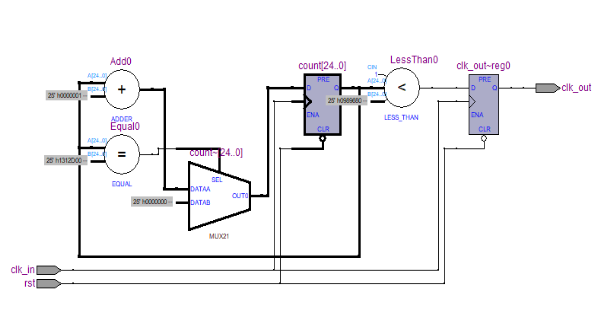 Add0
A[24..0]
B[24..0]
25' h0000001
ADDER
Equal0
A[24..0]
B[24..0]
25' h1312D00
EQUAL
count~[24..0]
SEL
DATAA
DATAB
OUT0
25' h0000000
MUX21
count[24..0]
PRE
D
Q
ENA
CLR
LessThan0
CIN
1
A[24..0]
B[24..0]
25' h0989680
LESS_THAN
clk_out~reg0
PRE
D
Q
ENA
CLR
clk_out
clk_in
rst